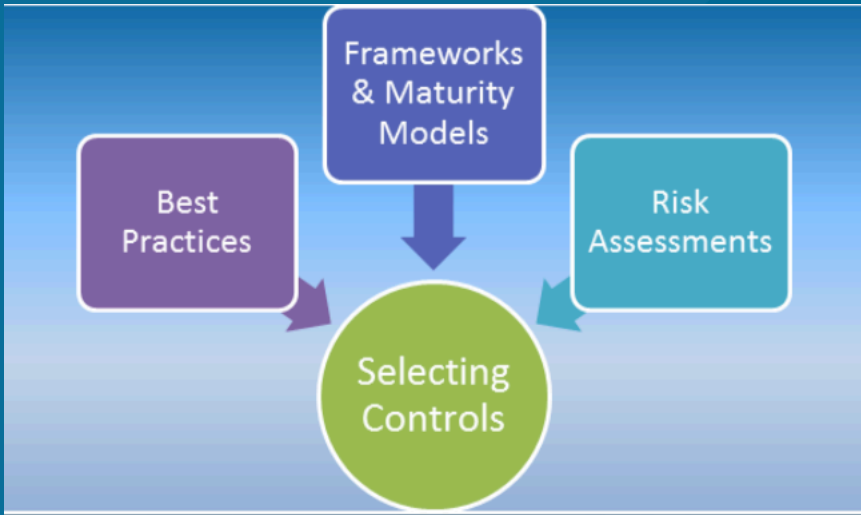 Frameworks
& Maturity
Models
Best
Practices
Risk
Assessments
Selecting
Controls